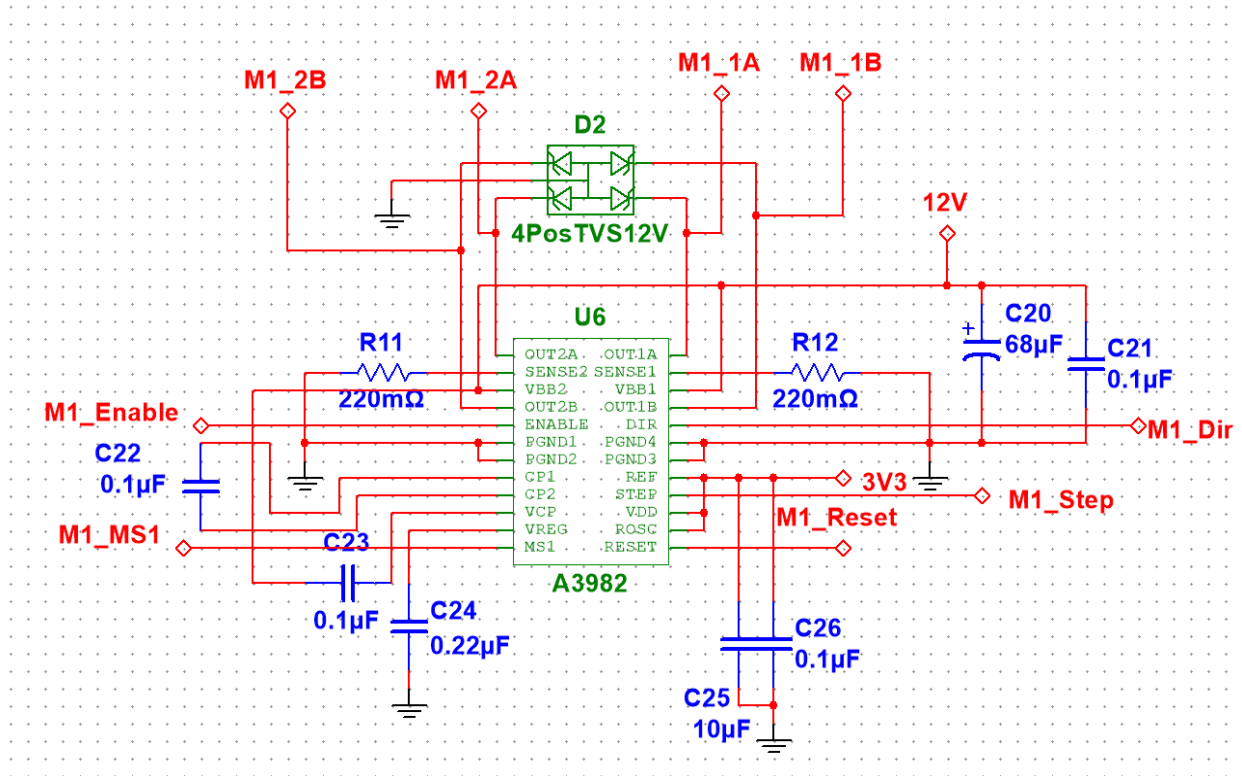 M1_2B
M1_2A
M1_1A
M1_1B
D2
4PosTVS12V
12V
U6
C20
68µF
C21
0.1µF
R11
220mΩ
R12
220mΩ
OUT2A
OUT1A
SENSE2
SENSE1
VBB2
VBB1
OUT2B
OUT1B
ENABLE
DIR
PGND1
PGND4
PGND2
PGND3
CP1
REF
CP2
STEP
VCP
VDD
VREG
ROSC
MS1
RESET
A3982
M1_Enable
M1_Dir
C22
0.1µF
3V3
M1_Step
M1_Reset
M1_MS1
C23
0.1µF
C24
0.22µF
C26
0.1µF
C25
10µF